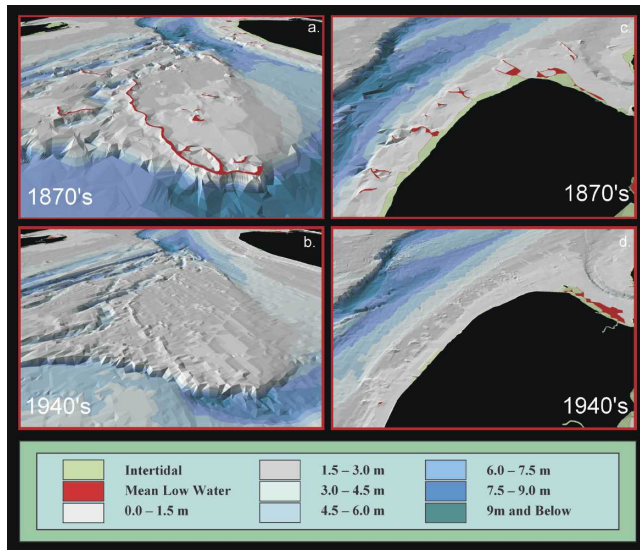 a.
1870's
c.
1870's
b.
1940's
d.
1940's
Intertidal
Mean Low Water
0.0 – 1.5 m
1.5 – 3.0 m
3.0 – 4.5 m
4.5 – 6.0 m
6.0 – 7.5 m
7.5 – 9.0 m
9m and Below